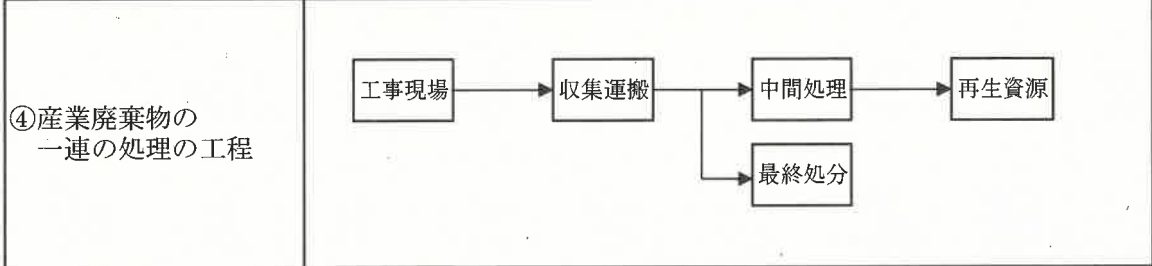 ④産業廃棄物の
一連の処理の工程
工事現場
収集運搬
中間処理
再生資源
最終処分